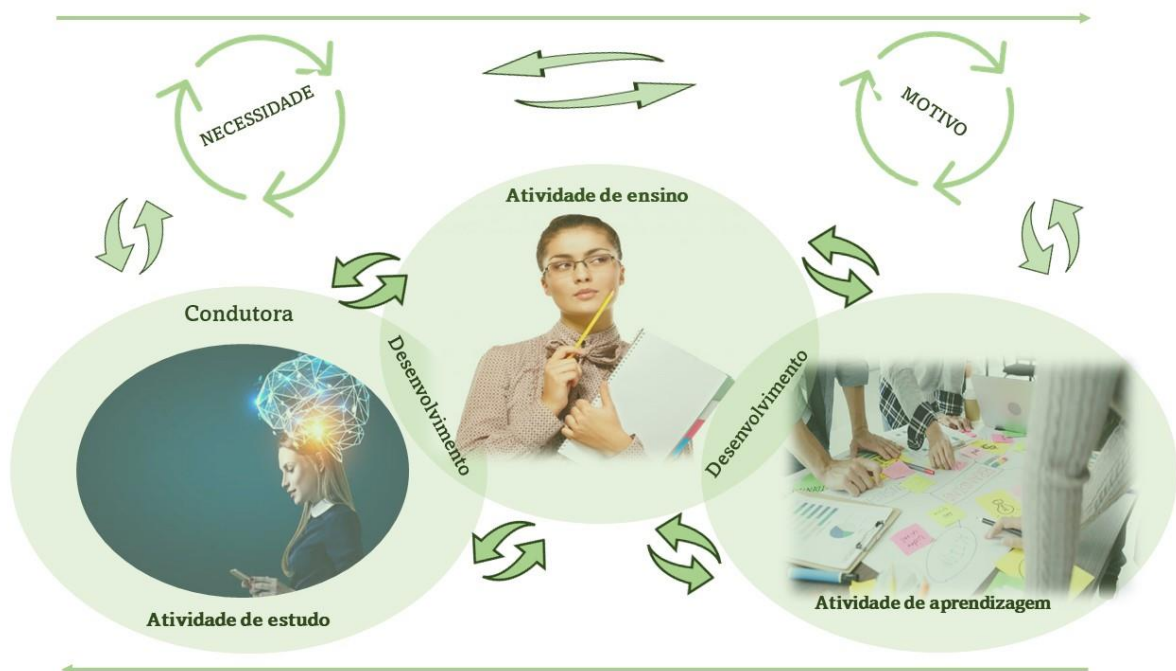 NECESSIDADE
MOTIVO
Atividade de ensino
Condutora
Desenvolvimento
Desenvolvimento
Atividade de estudo
Atividade de aprendizagem